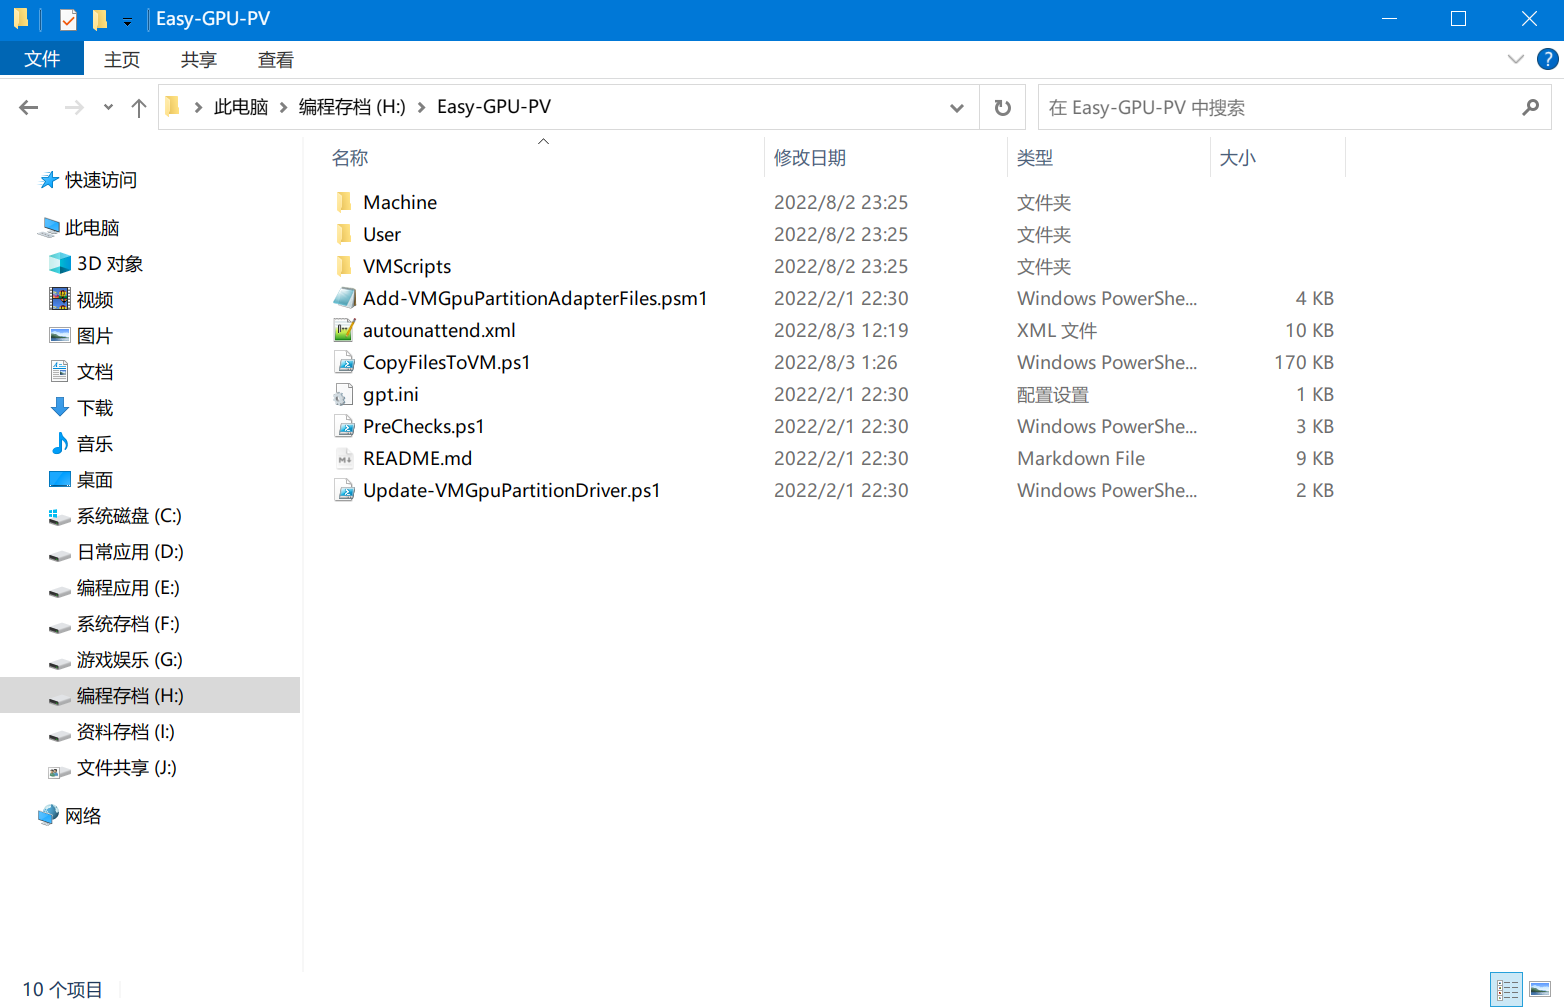 Easy-GPU-PV
文件 主页 共享 查看
此电脑 编程存档 (H:) Easy-GPU-PV 在 Easy-GPU-PV 中搜索
名称 修改日期 类型 大小
快速访问
此电脑
3D 对象
视频
图片
文档
下载
音乐
桌面
系统磁盘 (C:)
日常应用 (D:)
编程应用 (E:)
系统存档 (F:)
游戏娱乐 (G:)
编程存档 (H:)
资料存档 (I:)
文件共享 (J:)
网络
Machine 2022/8/2 23:25 文件夹
User 2022/8/2 23:25 文件夹
VMScripts 2022/8/2 23:25 文件夹
Add-VMGpuPartitionAdapterFiles.psm1 2022/2/1 22:30 Windows PowerShe... 4 KB
autounattend.xml 2022/8/3 12:19 XML 文件 10 KB
CopyFilesToVM.ps1 2022/8/3 1:26 Windows PowerShe... 170 KB
gpt.ini 2022/2/1 22:30 配置设置 1 KB
PreChecks.ps1 2022/2/1 22:30 Windows PowerShe... 3 KB
README.md 2022/2/1 22:30 Markdown File 9 KB
Update-VMGpuPartitionDriver.ps1 2022/2/1 22:30 Windows PowerShe... 2 KB
10 个项目